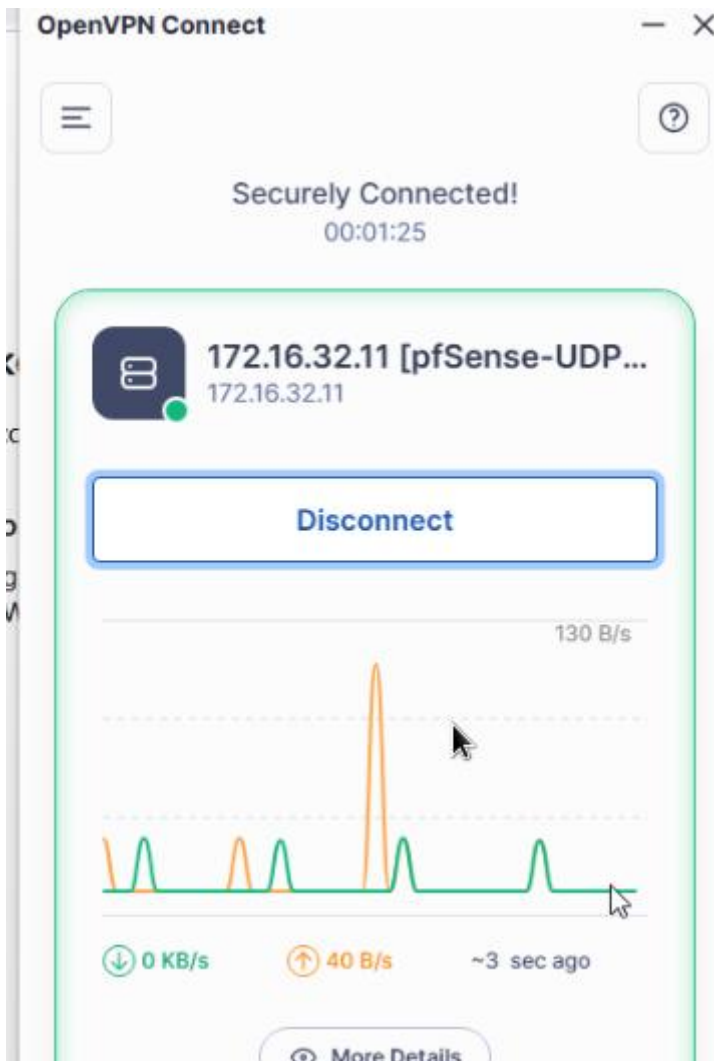 OpenVPN Connect
Securely Connected!
00:01:25
172.16.32.11 [pfSense-UDP...
172.16.32.11
Disconnect
130 B/s
0 KB/s 40 B/s ~3 sec ago
More Details